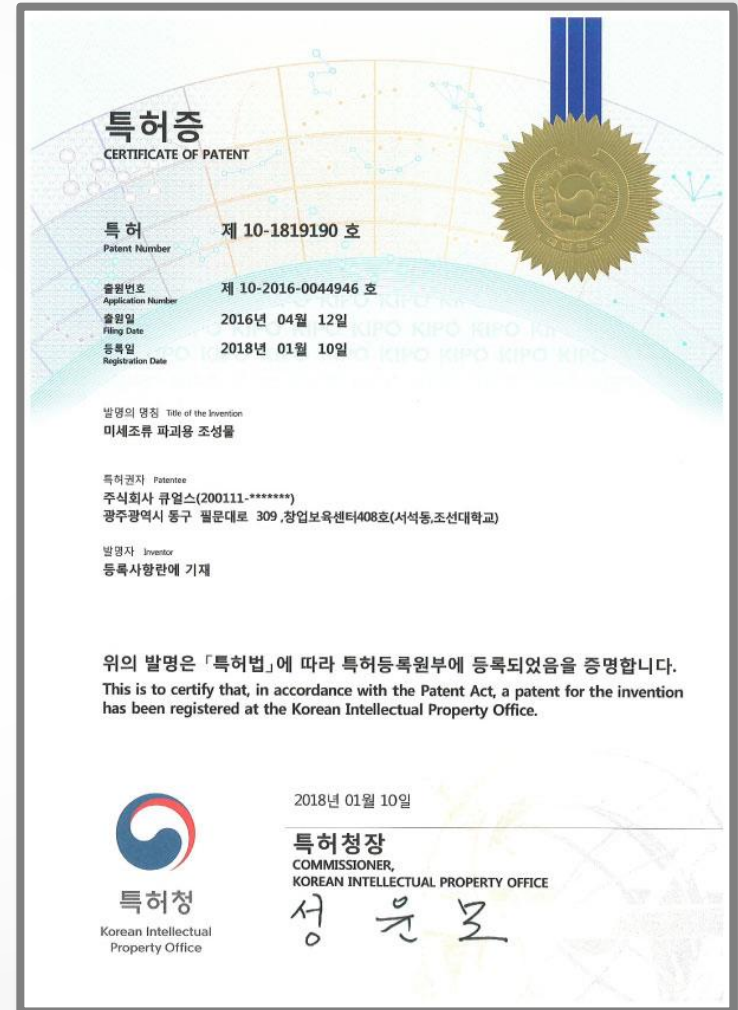 특허증
CERTIFICATE OF PATENT
특 허 제 10-1819190 호
Patent Number
출원번호 제 10-2016-0044946 호
Application Number
출원일 2016년 04월 12일
Filing Date
등록일 2018년 01월 10일
Registration Date
발명의 명칭 Title of the Invention
미세조류 파괴용 조성물
특허권자 Patentee
주식회사 큐얼스(200111-*******)
광주광역시 동구 필문대로 309 ,창업보육센터408호(서석동,조선대학교)
발명자 Inventor
등록사항란에 기재
위의 발명은 「특허법」에 따라 특허등록원부에 등록되었음을 증명합니다.
This is to certify that, in accordance with the Patent Act, a patent for the invention
has been registered at the Korean Intellectual Property Office.
2018년 01월 10일
특허청장
COMMISSIONER,
KOREAN INTELLECTUAL PROPERTY OFFICE
성 윤 모
특허청
Korean Intellectual
Property Office